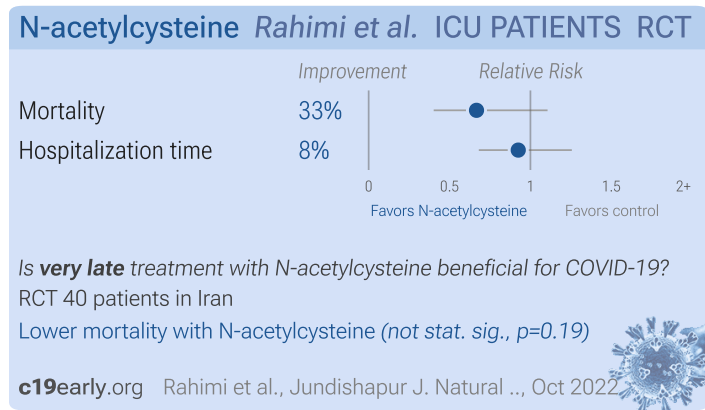 N-acetylcysteine Rahimi et al. ICU PATIENTS RCT
Improvement Relative Risk
Mortality 33%
Hospitalization time 8%
0 0.5 1 1.5 2+
Favors N-acetylcysteine Favors control
Is very late treatment with N-acetylcysteine beneficial for COVID-19?
RCT 40 patients in Iran
Lower mortality with N-acetylcysteine (not stat. sig., p=0.19)
c19early.org Rahimi et al., Jundishapur J. Natural .., Oct 2022